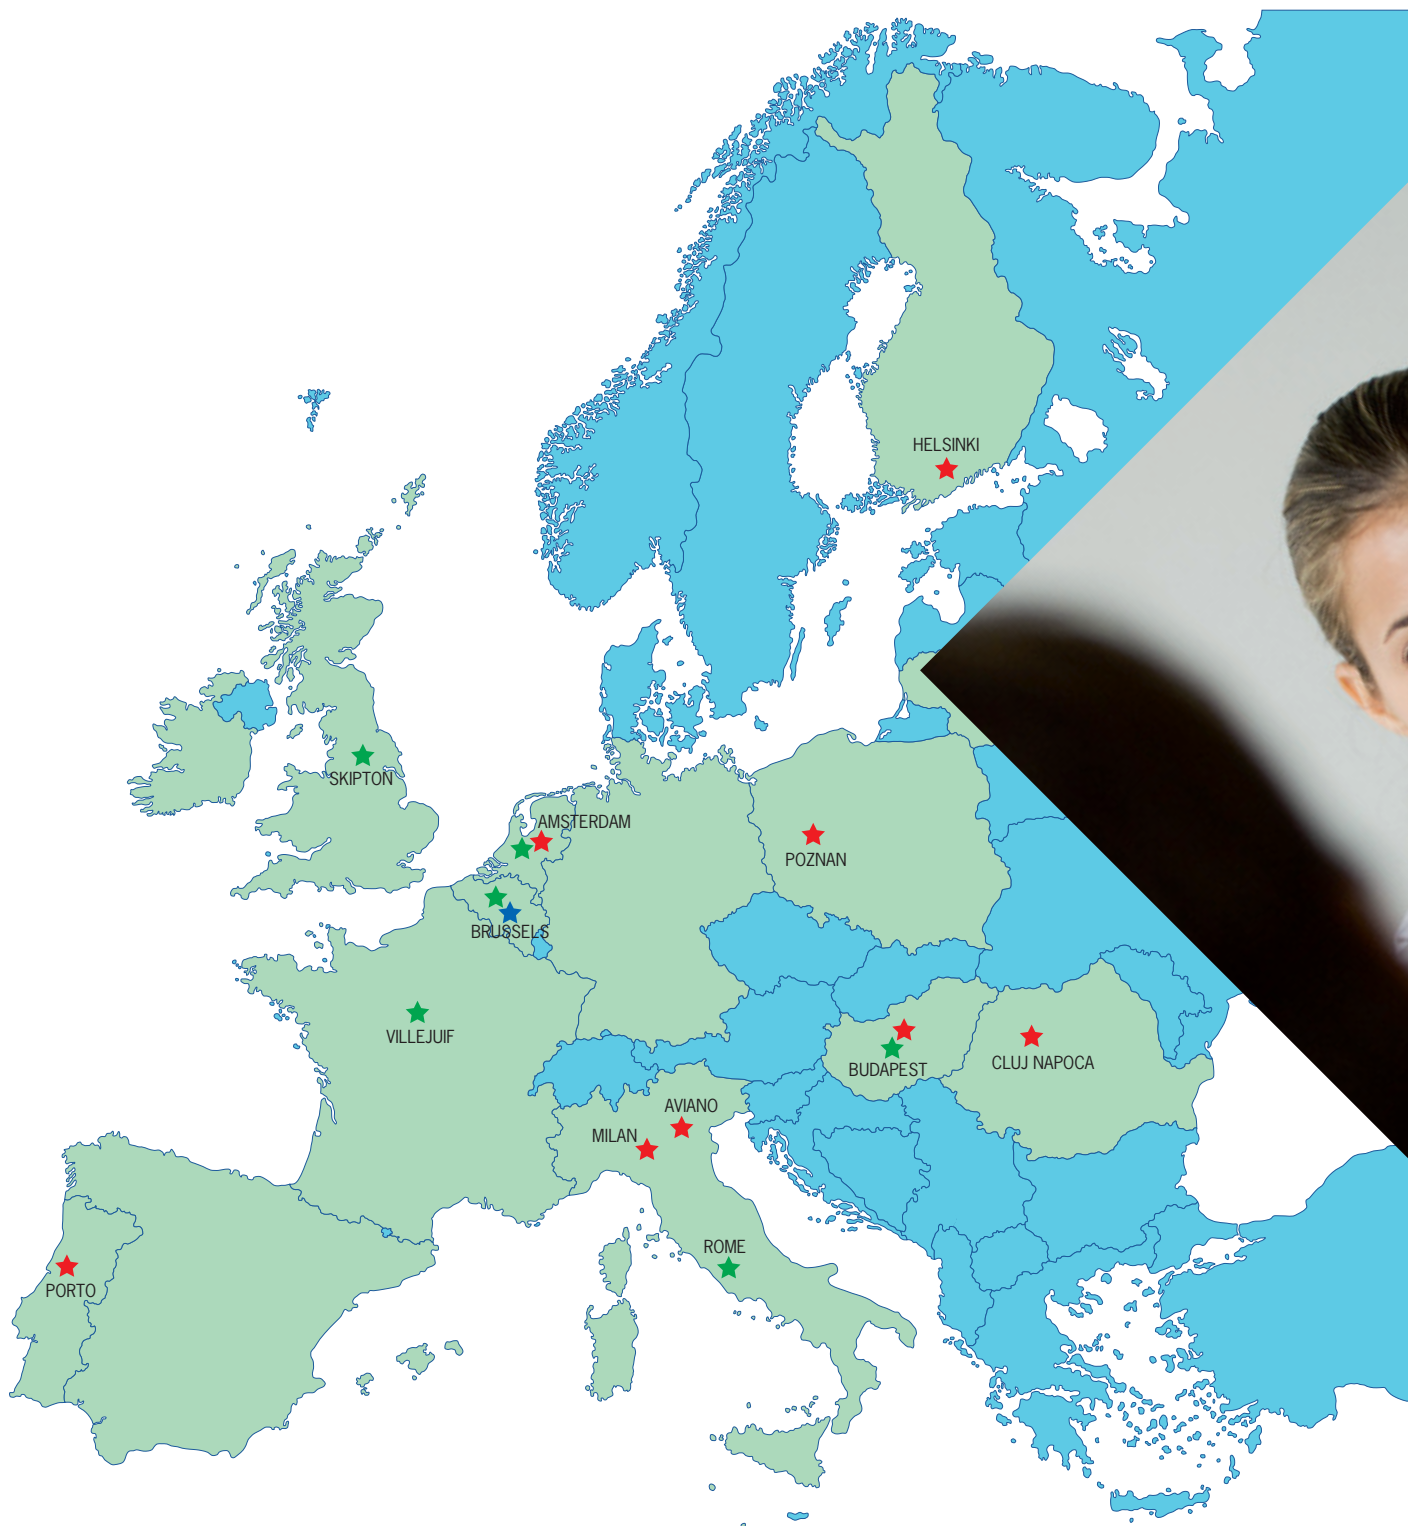 HELSINKI
SKIPTON
AMSTERDAM
POZNAN
BRUSSELS
VILLEJUIF
BUDAPEST
CLUJ NAPOCA
AVIANO
MILAN
ROME
PORTO